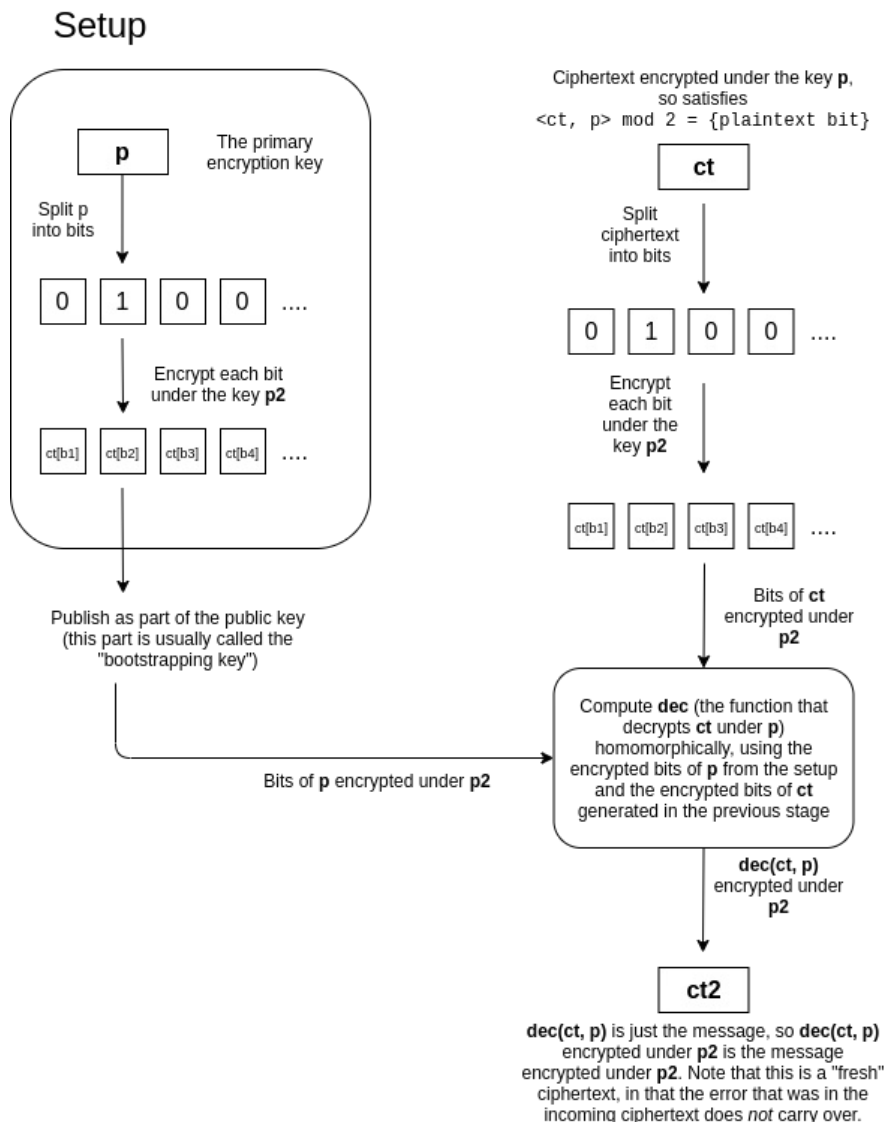 Setup
p
The primary
encryption key
Split p
into bits
0 1 0 0 ....
Encrypt each bit
under the key p2
ct[b1] ct[b2] ct[b3] ct[b4] ....
Publish as part of the public key
(this part is usually called the
"bootstrapping key")
Bits of p encrypted under p2
Ciphertext encrypted under the key p,
so satisfies
<ct, p> mod 2 = {plaintext bit}
ct
Split
ciphertext
into bits
0 1 0 0 ....
Encrypt
each bit
under the
key p2
ct[b1] ct[b2] ct[b3] ct[b4] ....
Bits of ct
encrypted under
p2
Compute dec (the function that
decrypts ct under p)
homomorphically, using the
encrypted bits of p from the setup
and the encrypted bits of ct
generated in the previous stage
dec(ct, p)
encrypted under
p2
ct2
dec(ct, p) is just the message, so dec(ct, p)
encrypted under p2 is the message
encrypted under p2. Note that this is a "fresh"
ciphertext, in that the error that was in the
incoming ciphertext does not carry over.